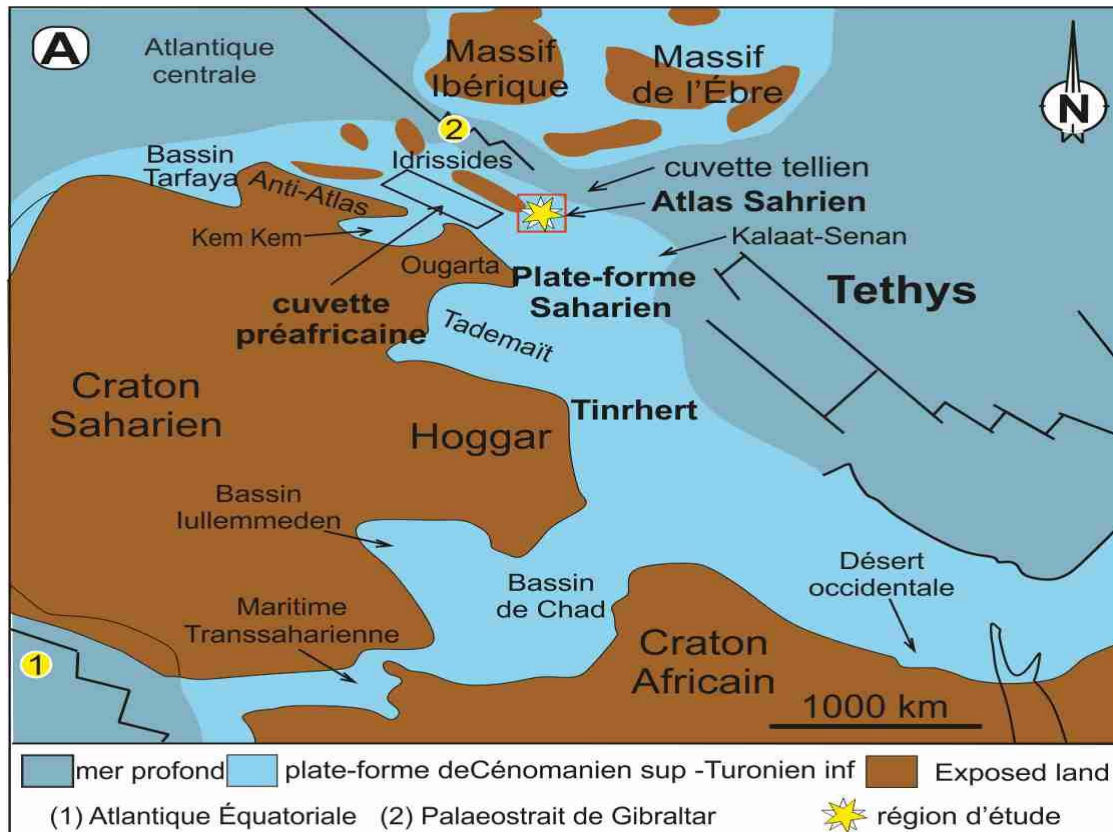 A
Atlantique
centrale
Massif
Ibérique
Massif
de l'Ébre
N
2
Bassin
Tarfaya
Idrissides
cuvette tellien
Anti-Atlas
Atlas Sahrien
Kem Kem
Kalaat-Senan
Ougarta
Plate-forme
Saharien
Tethys
cuvette
préafricaine
Tademaït
Craton
Saharien
Tinrhert
Hoggar
Bassin
Iullemmeden
Bassin
de Chad
Désert
occidentale
Maritime
Transsaharienne
1
Craton
Africain
1000 km
mer profond
plate-forme deCénomanien sup -Turonien inf
Exposed land
(1) Atlantique Équatoriale
(2) Palaeostrait de Gibraltar
région d'étude